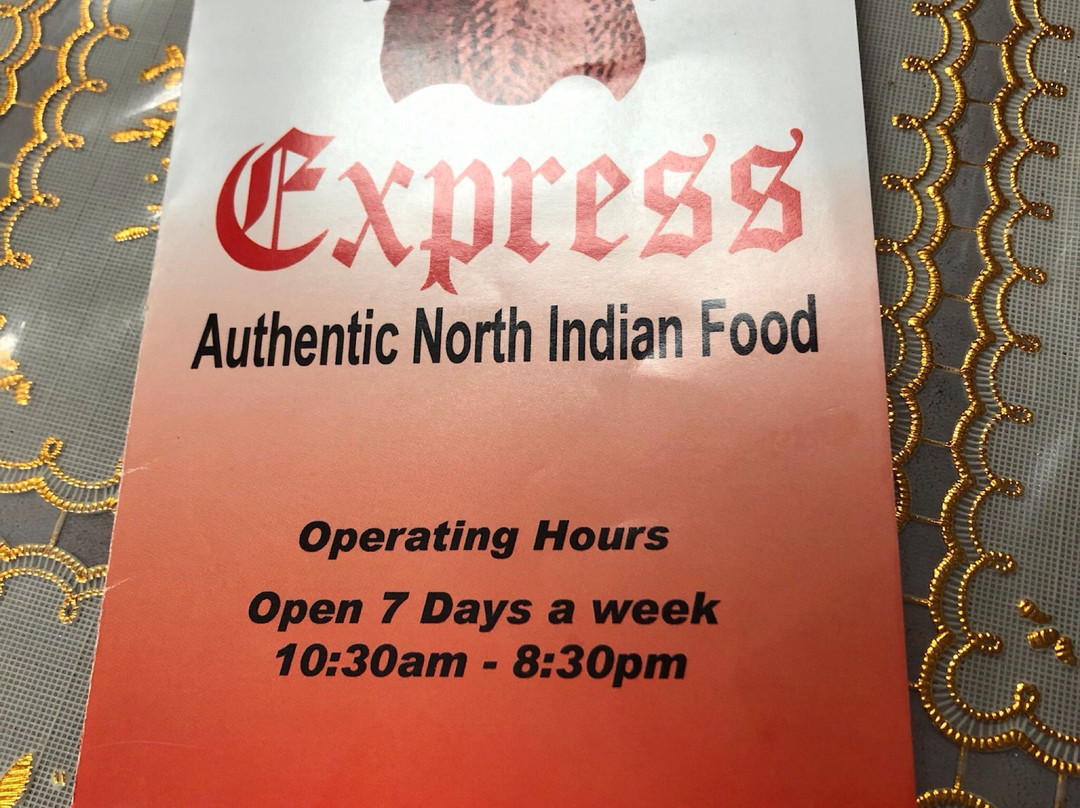 Express
Authentic North Indian Food
Operating Hours
Open 7 Days a week
10:30am - 8:30pm